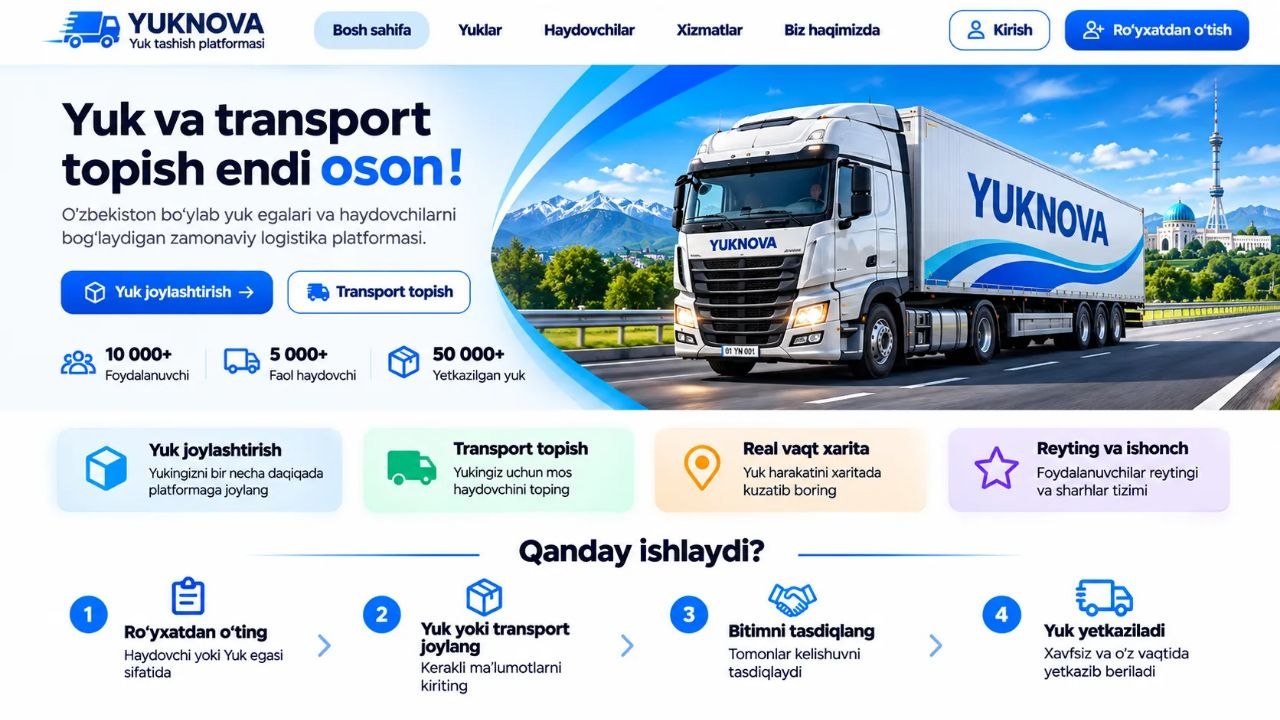 YUKNOVA
Yuk tashish platformasi
Bosh sahifa
Yuklar
Haydovchilar
Xizmatlar
Biz haqimizda
Kirish
Ro‘yxatdan o‘tish
Yuk va transport
topish endi oson!
O‘zbekiston bo‘ylab yuk egalari va haydovchilarni
bog‘laydigan zamonaviy logistika platformasi.
Yuk joylashtirish →
Transport topish
10 000+
Foydalanuvchi
5 000+
Faol haydovchi
50 000+
Yetkazilgan yuk
YUKNOVA
YUKNOVA
01 YN 001
Yuk joylashtirish
Yukingizni bir necha daqiqada
platformaga joylang
Transport topish
Yukingiz uchun mos
haydovchini toping
Real vaqt xarita
Yuk harakatini xaritada
kuzatib boring
Reyting va ishonch
Foydalanuvchilar reytingi
va sharhlar tizimi
Qanday ishlaydi?
1
Ro‘yxatdan o‘ting
Haydovchi yoki Yuk egasi
sifatida
2
Yuk yoki transport
joylang
Kerakli ma’lumotlarni
kiriting
3
Bitimni tasdiqlang
Tomonlar kelishuvni
tasdiqlaydi
4
Yuk yetkaziladi
Xavfsiz va o‘z vaqtida
yetkazib beriladi